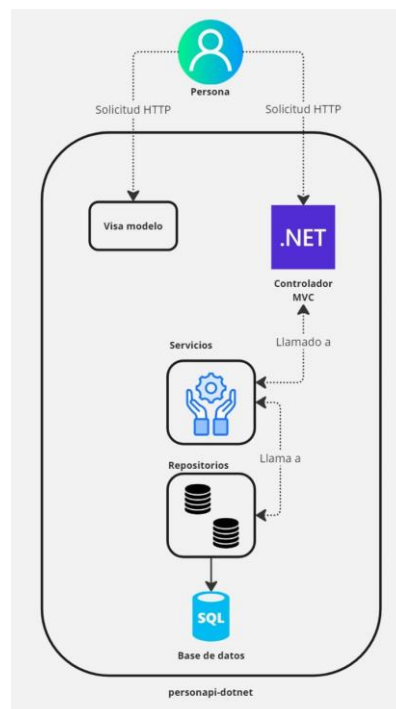 Persona
Solicitud HTTP
Solicitud HTTP
Visa modelo
.NET
Controlador
MVC
Llamado a
Servicios
Llama a
Repositorios
SQL
Base de datos
personapi-dotnet